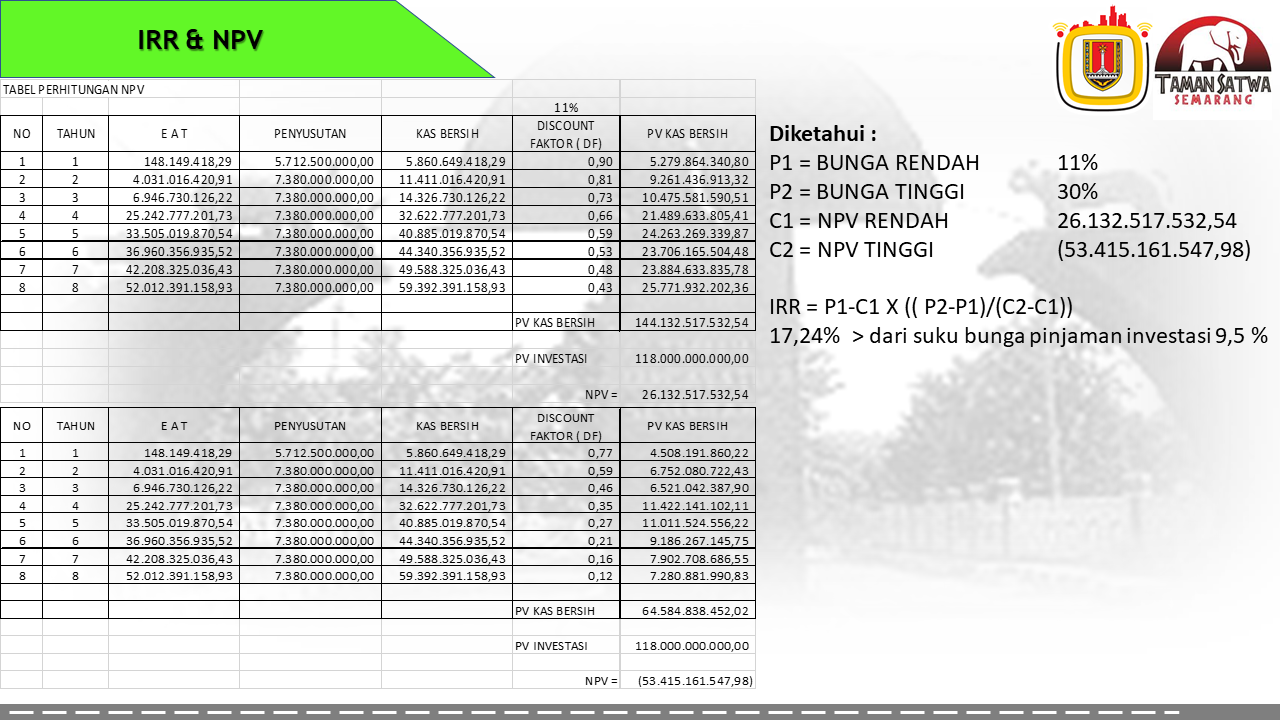 IRR & NPV
TAMAN SATWA
SEMARANG
TABEL PERHITUNGAN NPV
11%
NO TAHUN E A T PENYUSUTAN KAS BERSIH DISCOUNT FAKTOR ( DF) PV KAS BERSIH
1 1 148.149.418,29 5.712.500.000,00 5.860.649.418,29 0,90 5.279.864.340,80
2 2 4.031.016.420,91 7.380.000.000,00 11.411.016.420,91 0,81 9.261.436.913,32
3 3 6.946.730.126,22 7.380.000.000,00 14.326.730.126,22 0,73 10.475.581.590,51
4 4 25.242.777.201,73 7.380.000.000,00 32.622.777.201,73 0,66 21.489.633.805,41
5 5 33.505.019.870,54 7.380.000.000,00 40.885.019.870,54 0,59 24.263.269.339,87
6 6 36.960.356.935,52 7.380.000.000,00 44.340.356.935,52 0,53 23.706.165.504,48
7 7 42.208.325.036,43 7.380.000.000,00 49.588.325.036,43 0,48 23.884.633.835,78
8 8 52.012.391.158,93 7.380.000.000,00 59.392.391.158,93 0,43 25.771.932.202,36
PV KAS BERSIH 144.132.517.532,54
PV INVESTASI 118.000.000.000,00
NPV = 26.132.517.532,54
NO TAHUN E A T PENYUSUTAN KAS BERSIH DISCOUNT FAKTOR ( DF) PV KAS BERSIH
1 1 148.149.418,29 5.712.500.000,00 5.860.649.418,29 0,77 4.508.191.860,22
2 2 4.031.016.420,91 7.380.000.000,00 11.411.016.420,91 0,59 6.752.080.722,43
3 3 6.946.730.126,22 7.380.000.000,00 14.326.730.126,22 0,46 6.521.042.387,90
4 4 25.242.777.201,73 7.380.000.000,00 32.622.777.201,73 0,35 11.422.141.102,11
5 5 33.505.019.870,54 7.380.000.000,00 40.885.019.870,54 0,27 11.011.524.556,22
6 6 36.960.356.935,52 7.380.000.000,00 44.340.356.935,52 0,21 9.186.267.145,75
7 7 42.208.325.036,43 7.380.000.000,00 49.588.325.036,43 0,16 7.902.708.686,55
8 8 52.012.391.158,93 7.380.000.000,00 59.392.391.158,93 0,12 7.280.881.990,83
PV KAS BERSIH 64.584.838.452,02
PV INVESTASI 118.000.000.000,00
NPV = (53.415.161.547,98)
Diketahui :
P1 = BUNGA RENDAH 11%
P2 = BUNGA TINGGI 30%
C1 = NPV RENDAH 26.132.517.532,54
C2 = NPV TINGGI (53.415.161.547,98)
IRR = P1-C1 X (( P2-P1)/(C2-C1))
17,24% > dari suku bunga pinjaman investasi 9,5 %